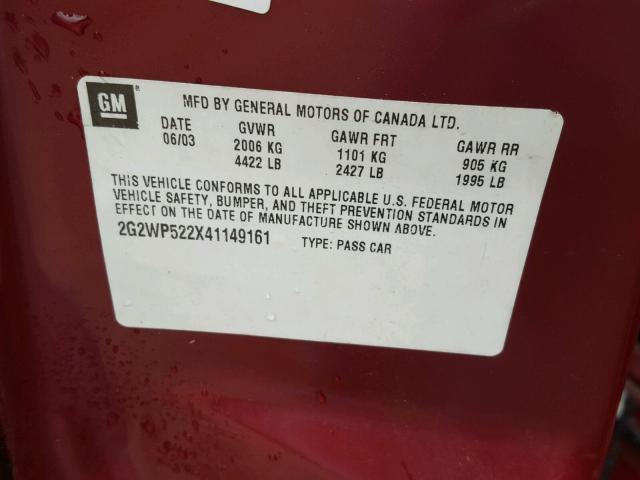 GM
MFD BY GENERAL MOTORS OF CANADA LTD.
DATE GVWR GAWR FRT GAWR RR
06/03 2006 KG 1101 KG 905 KG
4422 LB 2427 LB 1995 LB
THIS VEHICLE CONFORMS TO ALL APPLICABLE U.S. FEDERAL MOTOR
VEHICLE SAFETY, BUMPER, AND THEFT PREVENTION STANDARDS IN
EFFECT ON THE DATE OF MANUFACTURE SHOWN ABOVE.
2G2WP522X41149161 TYPE: PASS CAR